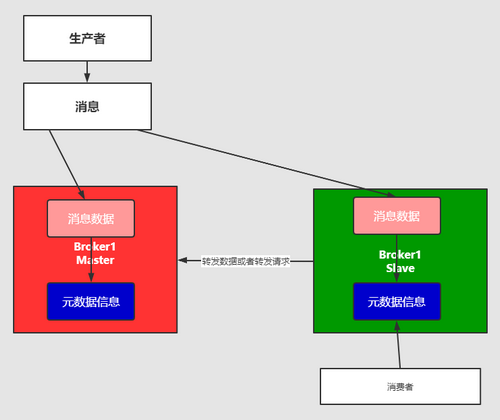 生产者
消息
消息数据
Broker1
Master
元数据信息
转发数据或者转发请求
消息数据
Broker1
Slave
元数据信息
消费者